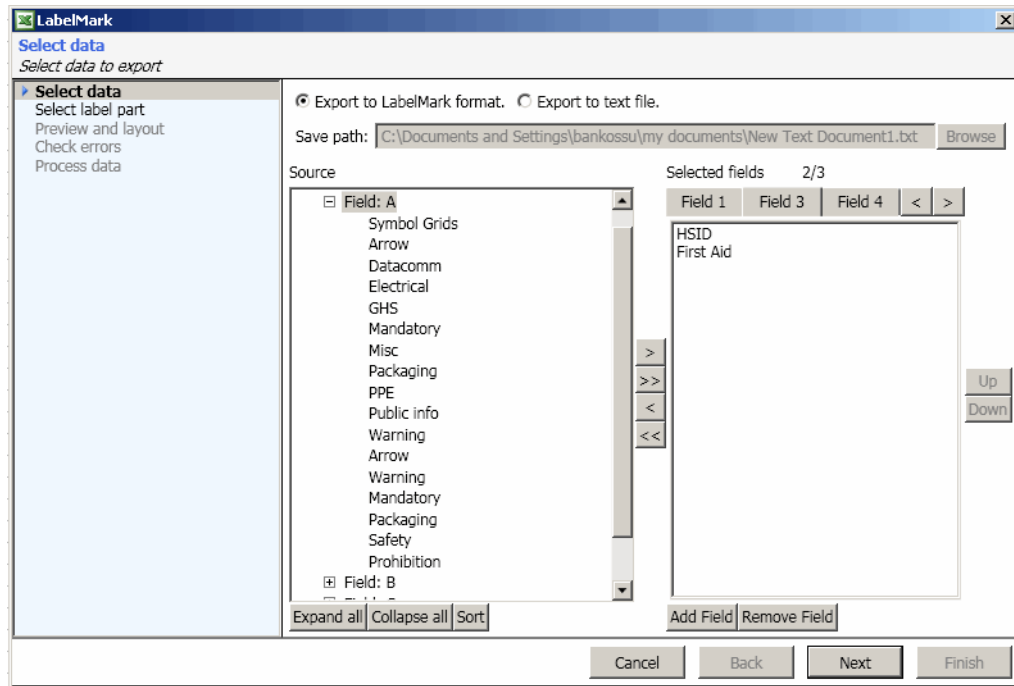 LabelMark
Select data
Select data to export
Select data
Select label part
Preview and layout
Check errors
Process data
Export to LabelMark format. Export to text file.
Save path: C:\Documents and Settings\bankossu\my documents\New Text Document1.txt Browse
Source
Field: A
Symbol Grids
Arrow
Datacomm
Electrical
GHS
Mandatory
Misc
Packaging
PPE
Public info
Warning
Arrow
Warning
Mandatory
Packaging
Safety
Prohibition
Field: B
Expand all Collapse all Sort
> 
>>
<
<<
Selected fields 2/3
Field 1 Field 3 Field 4 < >
HSID
First Aid
Up
Down
Add Field Remove Field
Cancel Back Next Finish